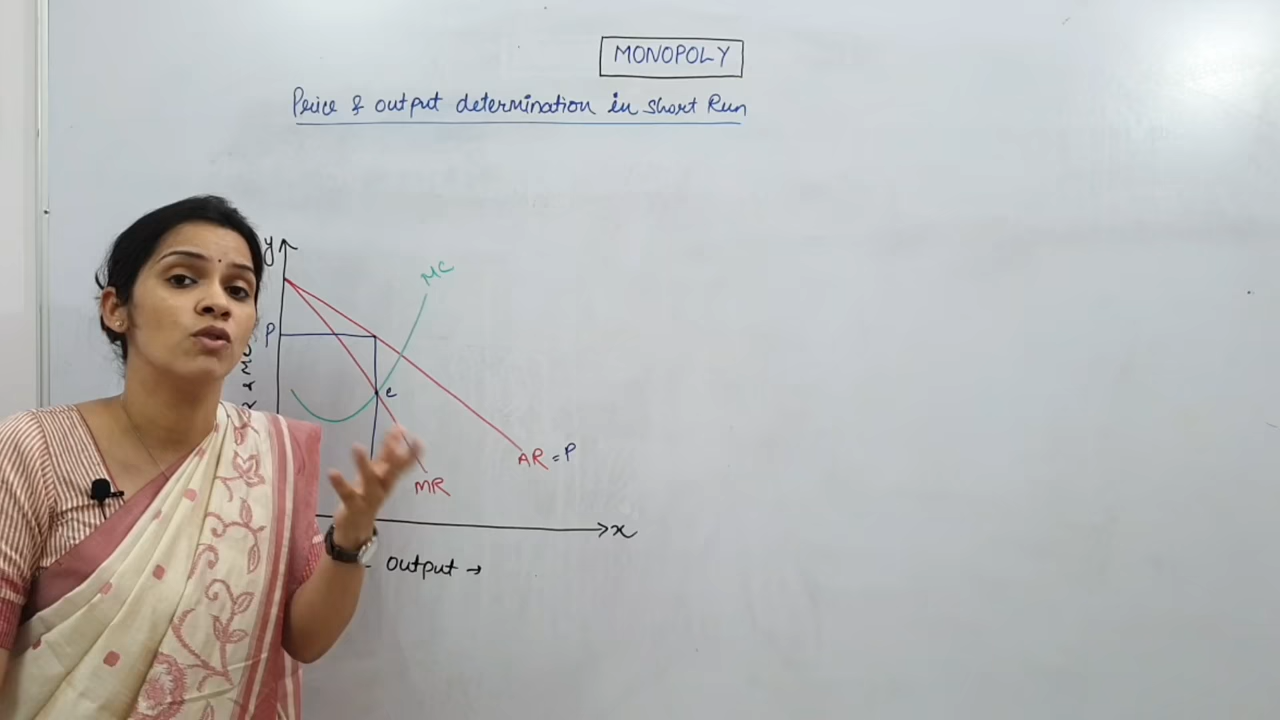 MONOPOLY
Price & output determination in short Run
y
MC
P
e
AR = P
MR
x
output →